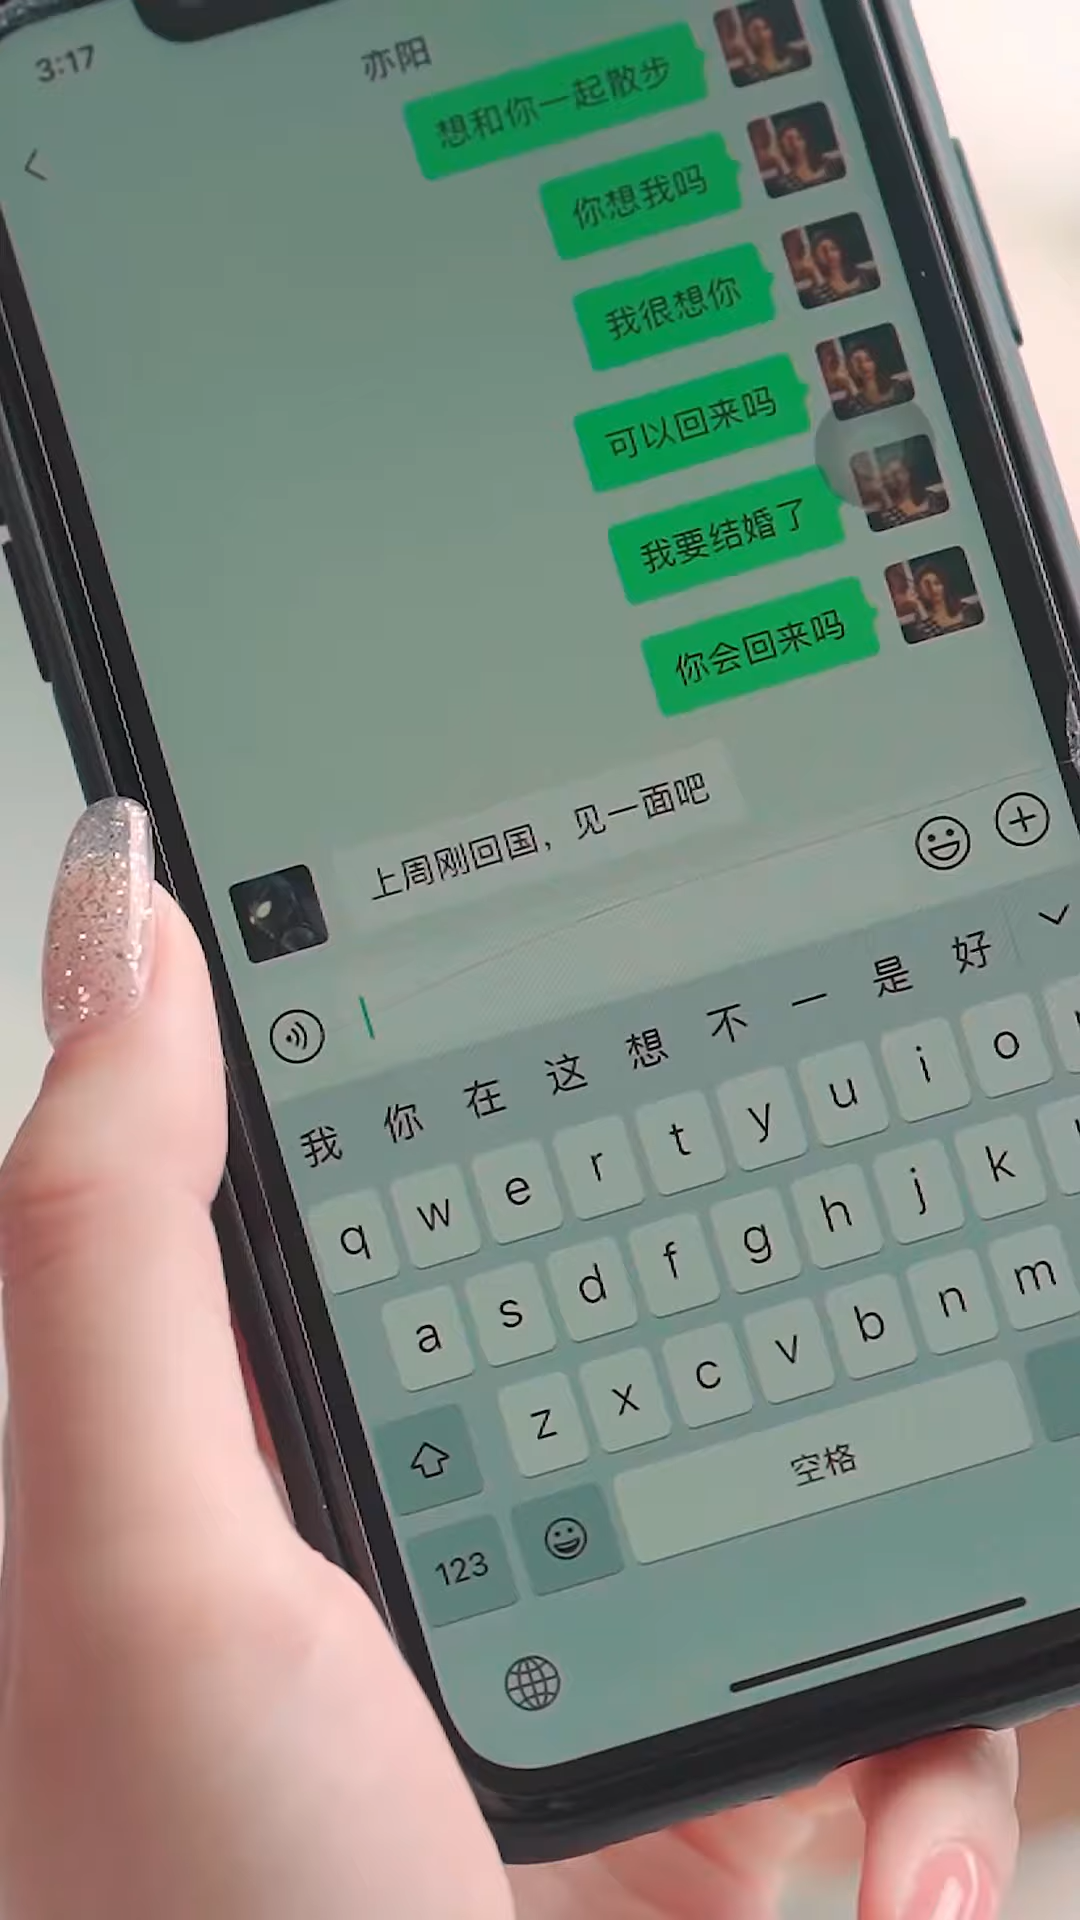 3:17
亦阳
想和你一起散步
你想我吗
我很想你
可以回来吗
我要结婚了
你会回来吗
上周刚回国，见一面吧
我 你 在 这 想 不 一 是 好
q w e r t y u i o
a s d f g h j k
z x c v b n m
123 空格